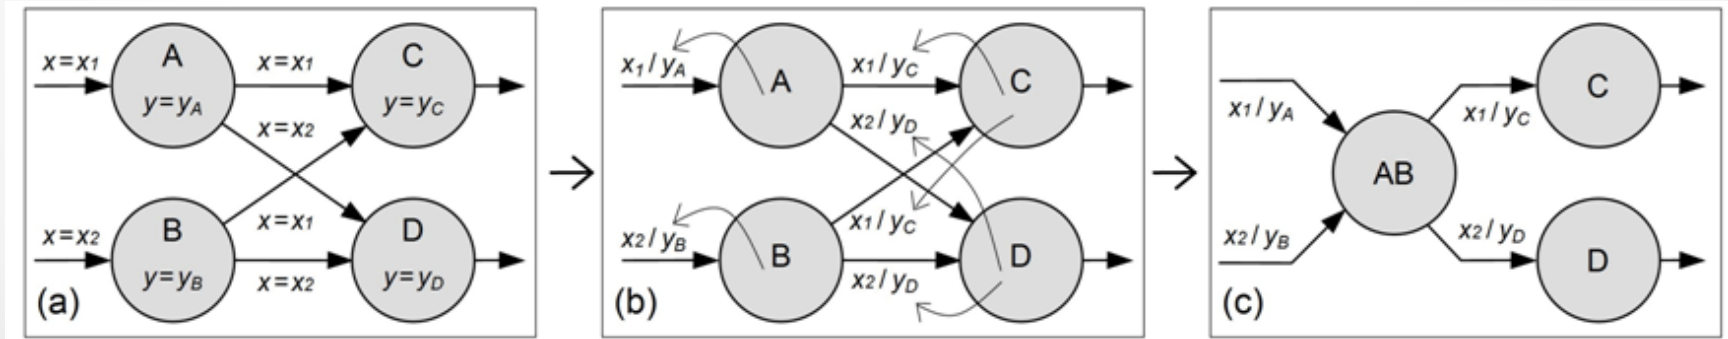 x=x1
A
y=yA
x=x1
C
y=yC
x=x2
x=x2
B
y=yB
x=x1
x=x2
D
y=yD
(a)
x1/yA
A
x1/yC
C
x2/yD
x2/yB
B
x1/yC
x2/yD
D
(b)
x1/yA
x1/yC
C
AB
x2/yB
x2/yD
D
(c)